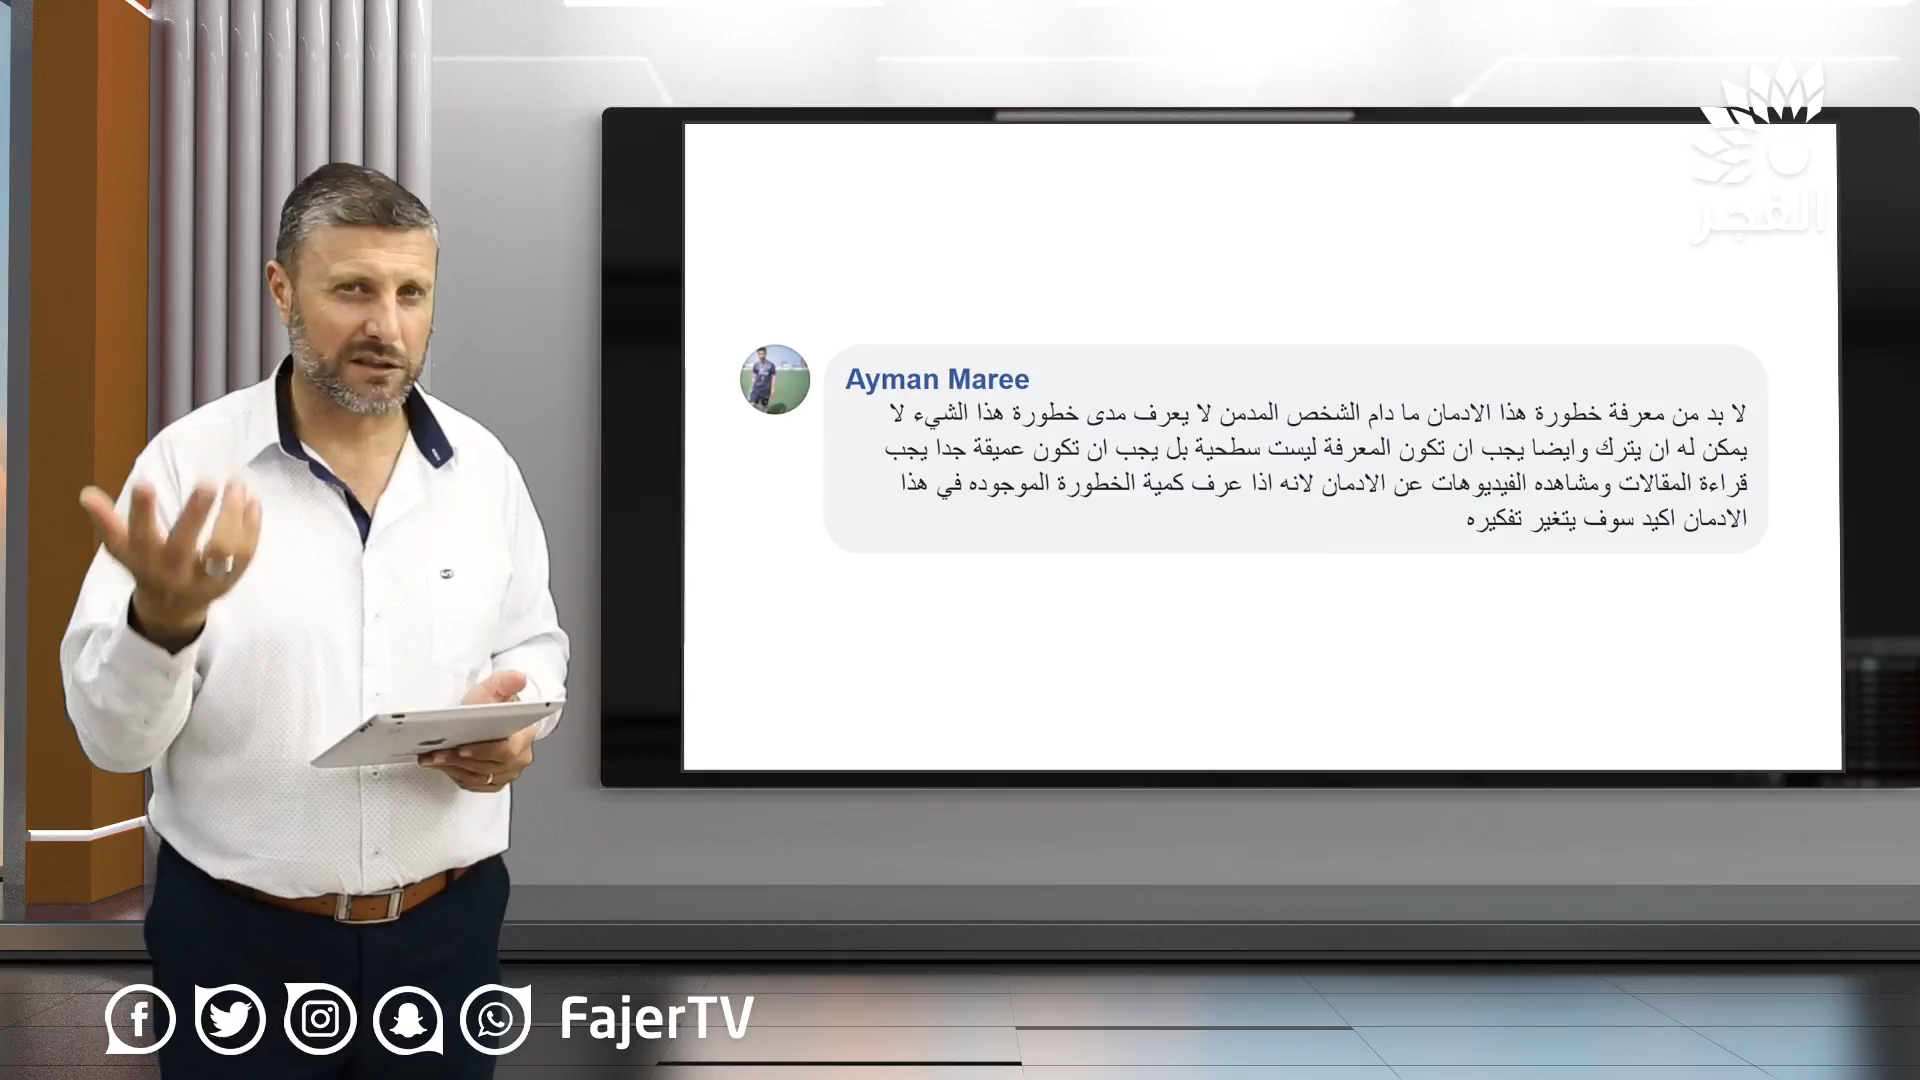 الفجر
Ayman Maree
لا بد من معرفة خطورة هذا الادمان ما دام الشخص المدمن لا يعرف مدى خطورة هذا الشيء لا
يمكن له ان يترك وايضا يجب ان تكون المعرفة ليست سطحية بل يجب ان تكون عميقة جدا يجب
قراءة المقالات ومشاهده الفيديوهات عن الادمان لانه اذا عرف كمية الخطورة الموجوده في هذا
الادمان اكيد سوف يتغير تفكيره
FajerTV